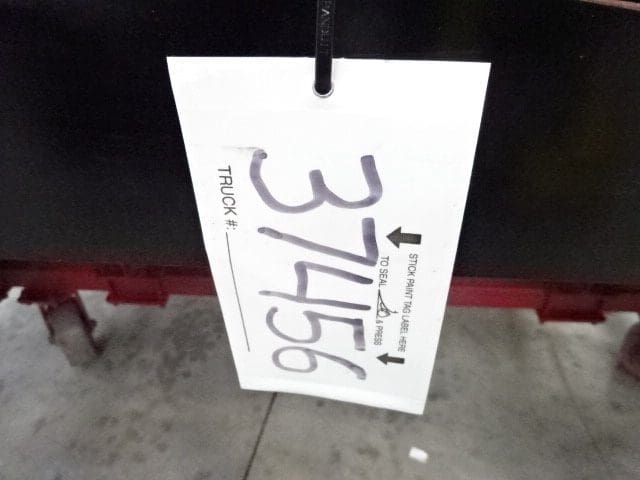 STICK PAINT TAG LABEL HERE
TO SEAL & PRESS
37456
TRUCK #: